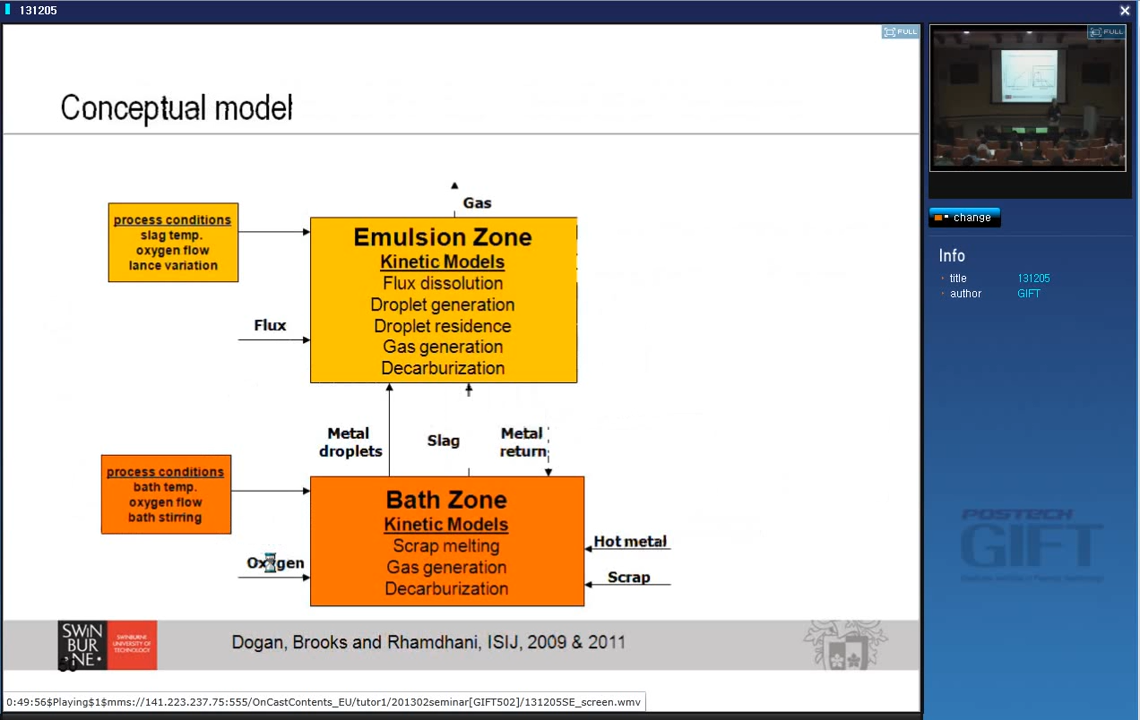 131205
FULL
FULL
Conceptual model
Gas
process conditions
slag temp.
oxygen flow
lance variation
Emulsion Zone
Kinetic Models
Flux dissolution
Droplet generation
Droplet residence
Gas generation
Decarburization
Flux
Metal
droplets
Slag
Metal
return
process conditions
bath temp.
oxygen flow
bath stirring
Bath Zone
Kinetic Models
Scrap melting
Gas generation
Decarburization
Oxygen
Hot metal
Scrap
SWIN
BUR
NE
SWINBURNE
UNIVERSITY OF
TECHNOLOGY
Dogan, Brooks and Rhamdhani, ISIJ, 2009 & 2011
0:49:56$Playing$1$mms://141.223.237.75:555/OnCastContents_EU/tutor1/201302seminar[GIFT502]/131205SE_screen.wmv
change
Info
title 131205
author GIFT
POSTECH
GIFT